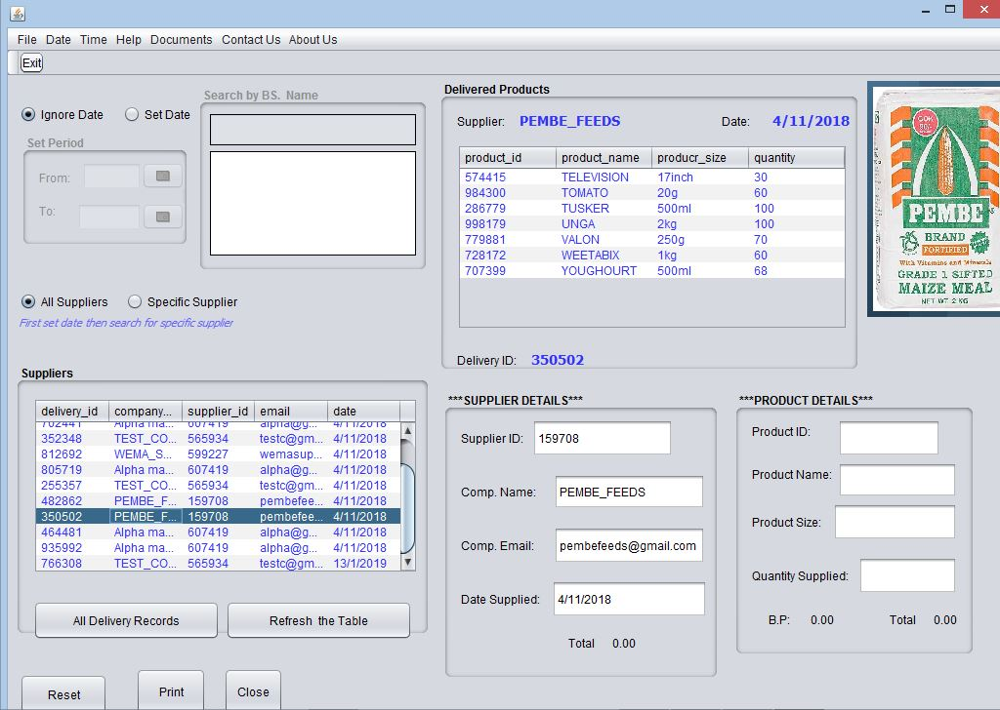 File Date Time Help Documents Contact Us About Us
Exit
Ignore Date Set Date
Set Period
From:
To:
Search by BS. Name
All Suppliers Specific Supplier
First set date then search for specific supplier
Delivered Products
Supplier: PEMBE_FEEDS Date: 4/11/2018
product_id product_name producr_size quantity
574415 TELEVISION 17inch 30
984300 TOMATO 20g 60
286779 TUSKER 500ml 100
998179 UNGA 2kg 100
779881 VALON 250g 70
728172 WEETABIX 1kg 60
707399 YOUGHOURT 500ml 68
Delivery ID: 350502
PEMBE
BRAND
FORTIFIED
With Vitamins and Minerals
GRADE 1 SIFTED
MAIZE MEAL
NET WT 2 KG
Suppliers
delivery_id company... supplier_id email date
702441 Alpha ma... 607419 alpha@g... 4/11/2018
352348 TEST_CO... 565934 testc@gm... 4/11/2018
812692 WEMA_S... 599227 wemasup... 4/11/2018
805719 Alpha ma... 607419 alpha@g... 4/11/2018
255357 TEST_CO... 565934 testc@gm... 4/11/2018
482862 PEMBE_F... 159708 pembefee... 4/11/2018
350502 PEMBE_F... 159708 pembefee... 4/11/2018
464481 Alpha ma... 607419 alpha@g... 4/11/2018
935992 Alpha ma... 607419 alpha@g... 4/11/2018
766308 TEST_CO... 565934 testc@gm... 13/1/2019
All Delivery Records Refresh the Table
Reset Print Close
***SUPPLIER DETAILS***
Supplier ID: 159708
Comp. Name: PEMBE_FEEDS
Comp. Email: pembefeeds@gmail.com
Date Supplied: 4/11/2018
Total 0.00
***PRODUCT DETAILS***
Product ID:
Product Name:
Product Size:
Quantity Supplied:
B.P: 0.00 Total 0.00